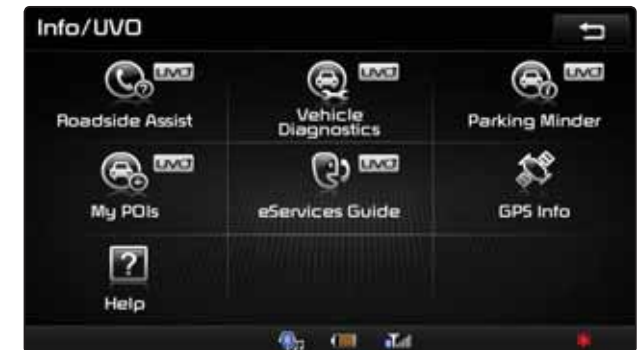 Info/UVO
UVO UVO UVO
Roadside Assist Vehicle Diagnostics Parking Minder
UVO UVO
My POIs eServices Guide GPS Info
?
Help